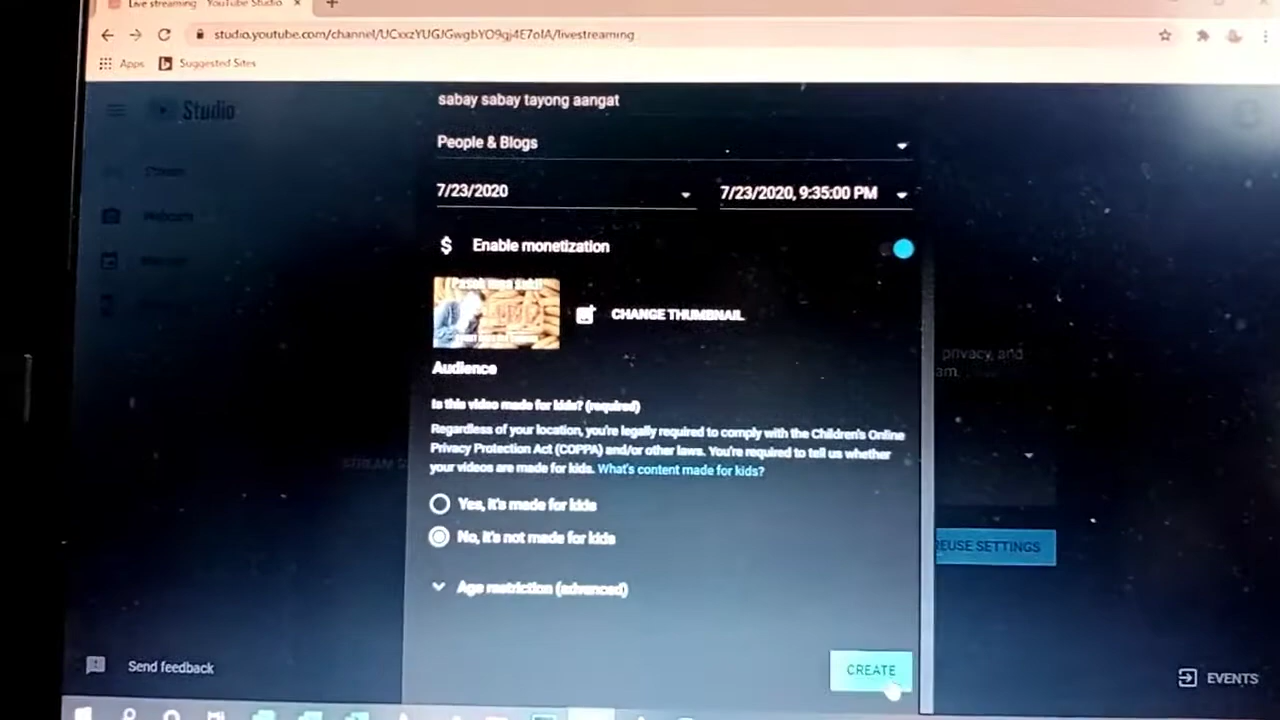 Live streaming - YouTube Studio
studio.youtube.com/channel/UCxxzYUGJGwgbYO9qj4E7oIA/livestreaming
Apps Suggested Sites
Studio
sabay sabay tayong aangat
People & Blogs
7/23/2020 7/23/2020, 9:35:00 PM
$ Enable monetization
CHANGE THUMBNAIL
Audience
Is this video made for kids? (required)
Regardless of your location, you're legally required to comply with the Children's Online
Privacy Protection Act (COPPA) and/or other laws. You're required to tell us whether
your videos are made for kids. What's content made for kids?
Yes, it's made for kids
No, it's not made for kids
Age restriction (advanced)
CREATE
Stream
Webcam
privacy, and
am.
STREAM S
REUSE SETTINGS
Send feedback
EVENTS